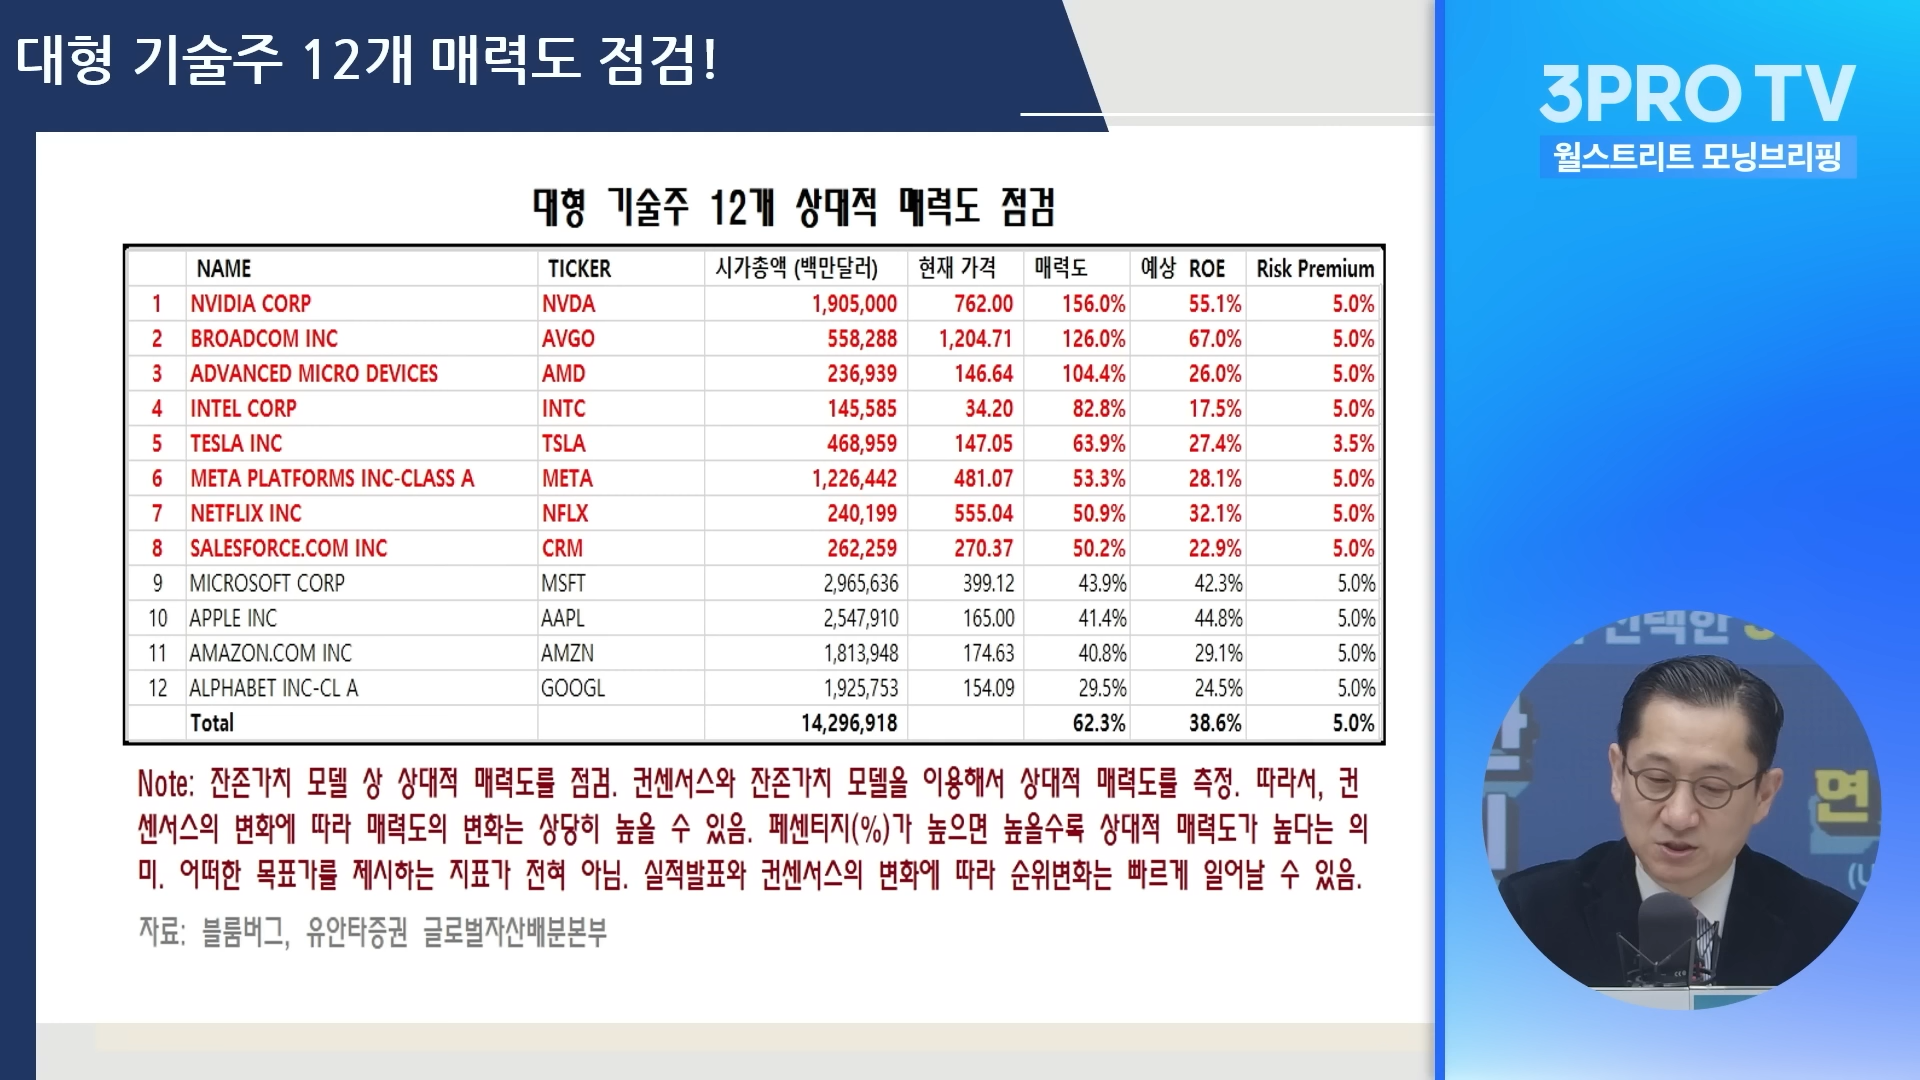 대형 기술주 12개 매력도 점검!
3PRO TV
월스트리트 모닝브리핑
대형 기술주 12개 상대적 매력도 점검
NAME TICKER 시가총액 (백만달러) 현재 가격 매력도 예상 ROE Risk Premium
1 NVIDIA CORP NVDA 1,905,000 762.00 156.0% 55.1% 5.0%
2 BROADCOM INC AVGO 558,288 1,204.71 126.0% 67.0% 5.0%
3 ADVANCED MICRO DEVICES AMD 236,939 146.64 104.4% 26.0% 5.0%
4 INTEL CORP INTC 145,585 34.20 82.8% 17.5% 5.0%
5 TESLA INC TSLA 468,959 147.05 63.9% 27.4% 3.5%
6 META PLATFORMS INC-CLASS A META 1,226,442 481.07 53.3% 28.1% 5.0%
7 NETFLIX INC NFLX 240,199 555.04 50.9% 32.1% 5.0%
8 SALESFORCE.COM INC CRM 262,259 270.37 50.2% 22.9% 5.0%
9 MICROSOFT CORP MSFT 2,965,636 399.12 43.9% 42.3% 5.0%
10 APPLE INC AAPL 2,547,910 165.00 41.4% 44.8% 5.0%
11 AMAZON.COM INC AMZN 1,813,948 174.63 40.8% 29.1% 5.0%
12 ALPHABET INC-CL A GOOGL 1,925,753 154.09 29.5% 24.5% 5.0%
Total 14,296,918 62.3% 38.6% 5.0%
Note: 잔존가치 모델 상 상대적 매력도를 점검. 컨센서스와 잔존가치 모델을 이용해서 상대적 매력도를 측정. 따라서, 컨
센서스의 변화에 따라 매력도의 변화는 상당히 높을 수 있음. 페센티지(%)가 높으면 높을수록 상대적 매력도가 높다는 의
미. 어떠한 목표가를 제시하는 지표가 전혀 아님. 실적발표와 컨센서스의 변화에 따라 순위변화는 빠르게 일어날 수 있음.
자료: 블룸버그, 유안타증권 글로벌자산배분본부
연